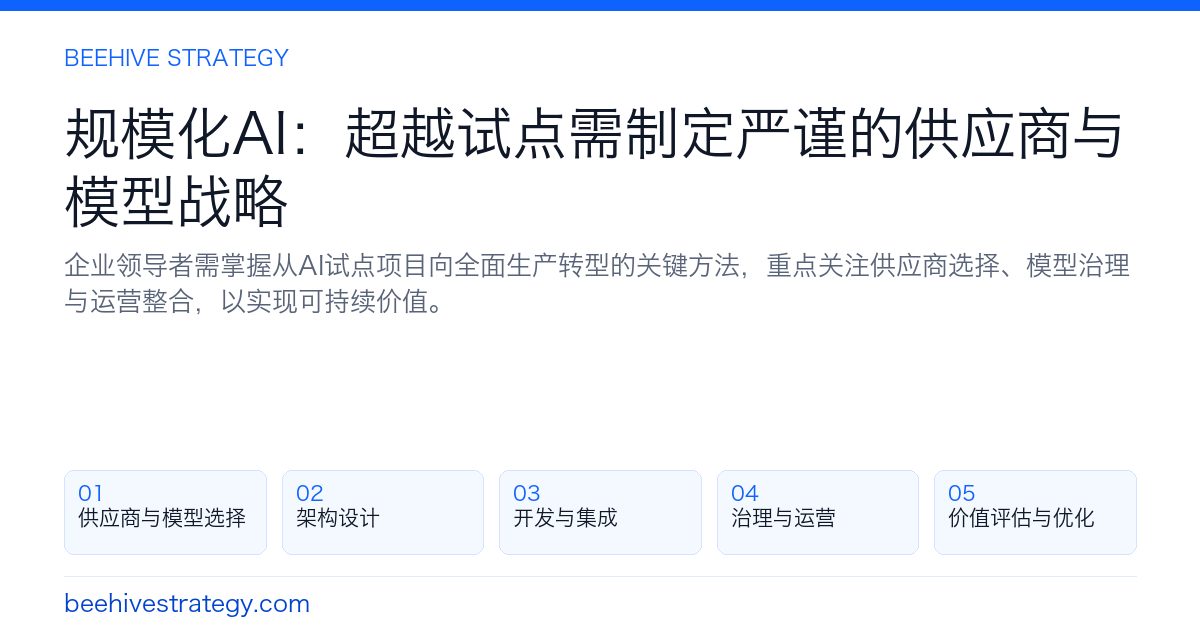 BEEHIVE STRATEGY
规模化AI：超越试点需制定严谨的供应商与
模型战略
企业领导者需掌握从AI试点项目向全面生产转型的关键方法，重点关注供应商选择、模型治理
与运营整合，以实现可持续价值。
01
供应商与模型选择
02
架构设计
03
开发与集成
04
治理与运营
05
价值评估与优化
beehivestrategy.com